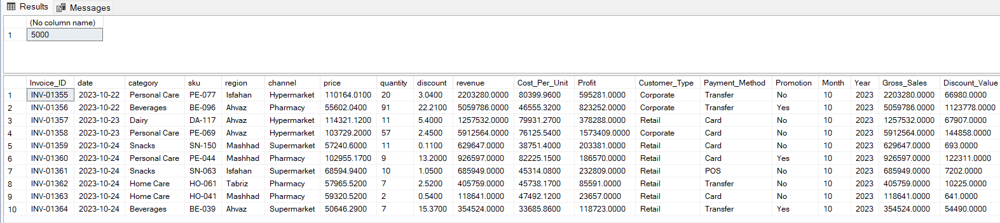 Results Messages
(No column name)
1 5000
Invoice_ID date category sku region channel price quantity discount revenue Cost_Per_Unit Profit Customer_Type Payment_Method Promotion Month Year Gross_Sales Discount_Value
1 INV-01355 2023-10-22 Personal Care PE-077 Isfahan Hypermarket 110164.0100 20 3.0400 2203280.0000 80399.9600 595281.0000 Corporate Transfer No 10 2023 2203280.0000 66980.0000
2 INV-01356 2023-10-22 Beverages BE-096 Ahvaz Pharmacy 55602.0400 91 22.2100 5059786.0000 46555.3200 823252.0000 Corporate Transfer Yes 10 2023 5059786.0000 1123778.0000
3 INV-01357 2023-10-23 Dairy DA-117 Ahvaz Hypermarket 114321.1200 11 5.4000 1257532.0000 79931.2700 378288.0000 Retail Card No 10 2023 1257532.0000 67907.0000
4 INV-01358 2023-10-23 Personal Care PE-069 Ahvaz Hypermarket 103729.2000 57 2.4500 5912564.0000 76125.5400 1573409.0000 Corporate Card No 10 2023 5912564.0000 144858.0000
5 INV-01359 2023-10-24 Snacks SN-150 Mashhad Supermarket 57240.6000 11 0.1100 629647.0000 38751.4000 203381.0000 Retail Card No 10 2023 629647.0000 693.0000
6 INV-01360 2023-10-24 Personal Care PE-044 Mashhad Pharmacy 102955.1700 9 13.2000 926597.0000 82225.1500 186570.0000 Retail Card Yes 10 2023 926597.0000 122311.0000
7 INV-01361 2023-10-24 Snacks SN-063 Isfahan Supermarket 68594.9400 10 1.0500 685949.0000 45314.0800 232809.0000 Retail POS No 10 2023 685949.0000 7202.0000
8 INV-01362 2023-10-24 Home Care HO-061 Tabriz Pharmacy 57965.5200 7 2.5200 405759.0000 45738.1700 85591.0000 Retail Transfer No 10 2023 405759.0000 10225.0000
9 INV-01363 2023-10-24 Home Care HO-041 Mashhad Pharmacy 59320.5200 2 0.5400 118641.0000 47492.1200 23657.0000 Retail Card No 10 2023 118641.0000 641.0000
10 INV-01364 2023-10-24 Beverages BE-039 Ahvaz Supermarket 50646.2900 7 15.3700 354524.0000 33685.8600 118723.0000 Retail Transfer Yes 10 2023 354524.0000 54490.0000